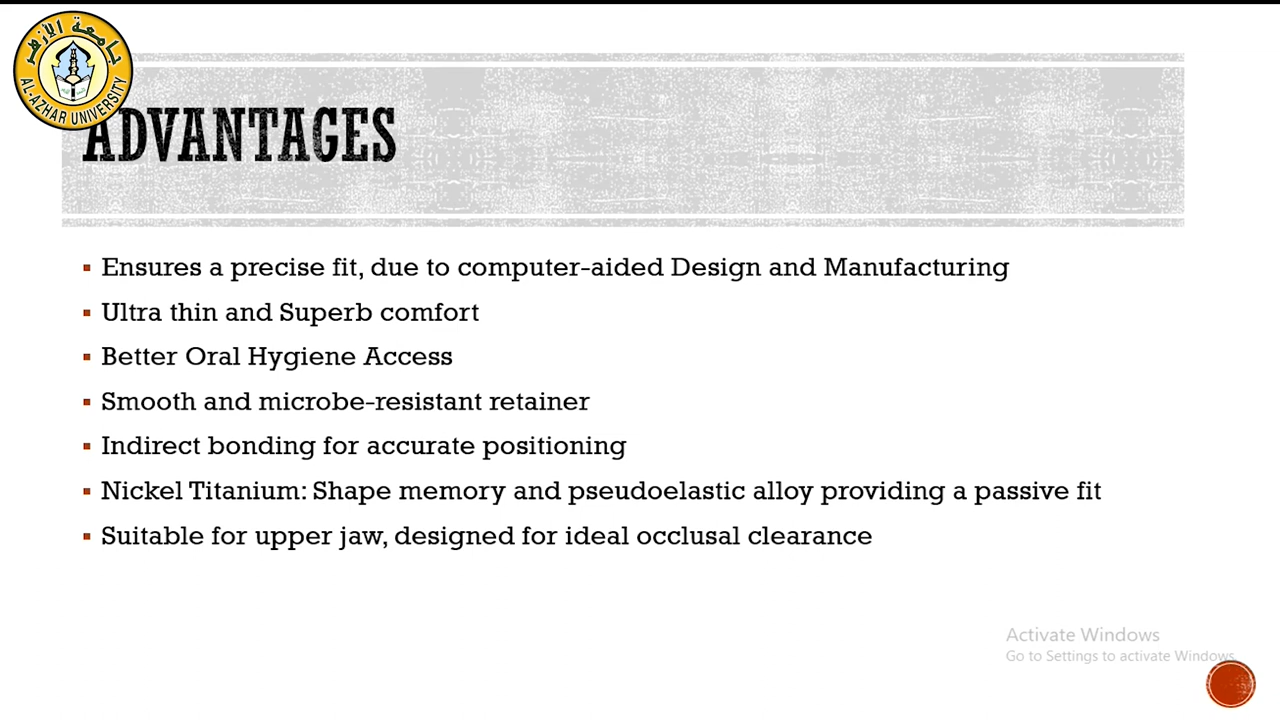 جامعة الأزهر
AL-AZHAR UNIVERSITY
ADVANTAGES
Ensures a precise fit, due to computer-aided Design and Manufacturing
Ultra thin and Superb comfort
Better Oral Hygiene Access
Smooth and microbe-resistant retainer
Indirect bonding for accurate positioning
Nickel Titanium: Shape memory and pseudoelastic alloy providing a passive fit
Suitable for upper jaw, designed for ideal occlusal clearance
Activate Windows
Go to Settings to activate Windows.